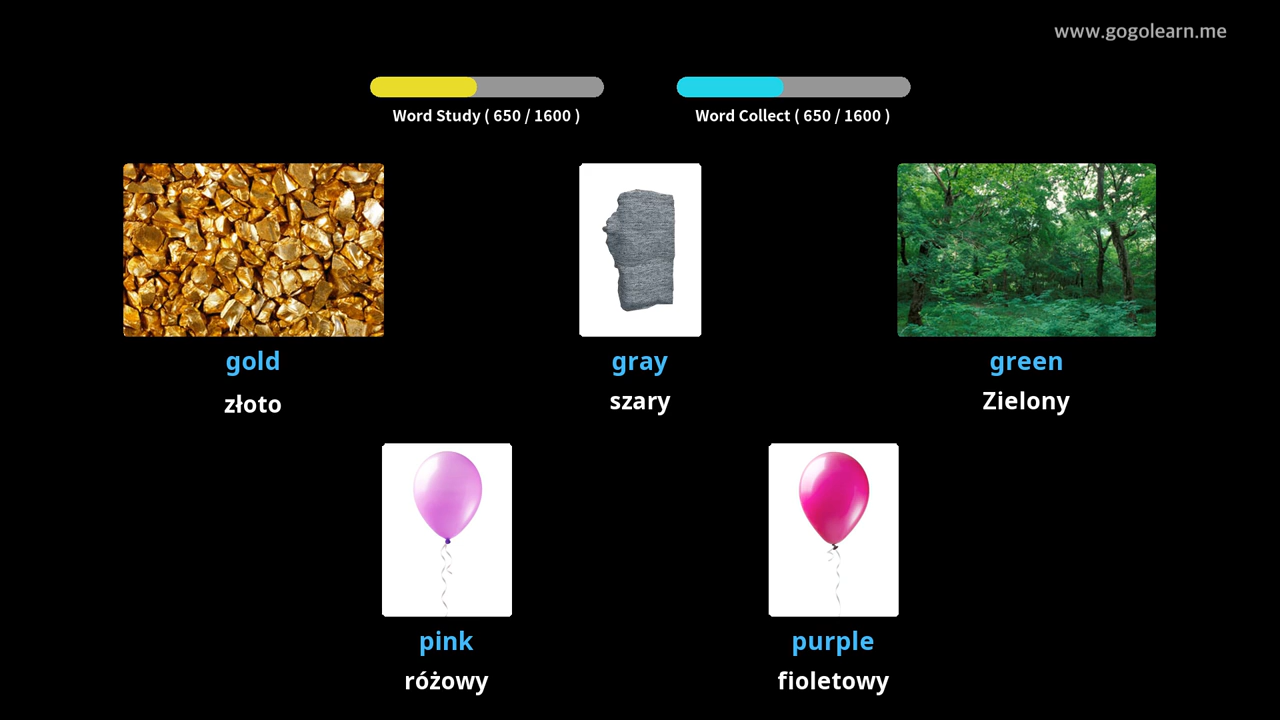 www.gogolearn.me
Word Study ( 650 / 1600 )
Word Collect ( 650 / 1600 )
gold
gray
green
złoto
szary
Zielony
pink
purple
różowy
fioletowy